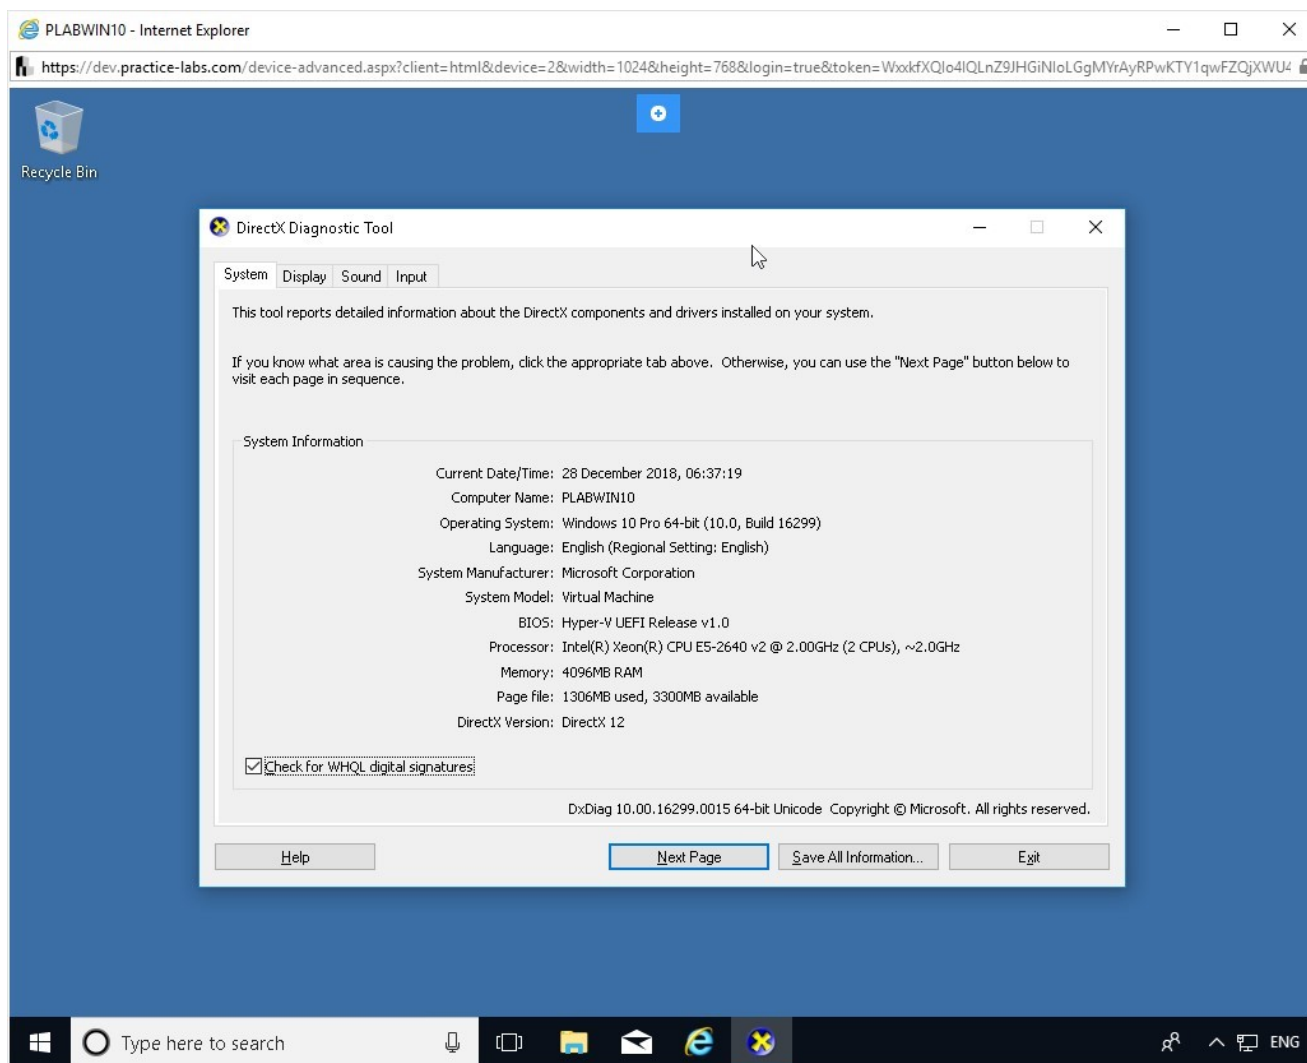 PLABWIN10 - Internet Explorer
https://dev.practice-labs.com/device-advanced.aspx?client=html&device=2&width=1024&height=768&login=true&token=
Recycle Bin
DirectX Diagnostic Tool
System Display Sound Input
This tool reports detailed information about the DirectX components and drivers installed on your system.
If you know what area is causing the problem, click the appropriate tab above. Otherwise, you can use the "Next Page" button below to
visit each page in sequence.
System Information
Current Date/Time: 28 December 2018, 06:37:19
Computer Name: PLABWIN10
Operating System: Windows 10 Pro 64-bit (10.0, Build 16299)
Language: English (Regional Setting: English)
System Manufacturer: Microsoft Corporation
System Model: Virtual Machine
BIOS: Hyper-V UEFI Release v1.0
Processor: Intel(R) Xeon(R) CPU E5-2640 v2 @ 2.00GHz (2 CPUs), ~2.0GHz
Memory: 4096MB RAM
Page file: 1306MB used, 3300MB available
DirectX Version: DirectX 12
Check for WHQL digital signatures
DxDiag 10.00.16299.0015 64-bit Unicode Copyright © Microsoft. All rights reserved.
Help Next Page Save All Information... Exit
Type here to search ENG